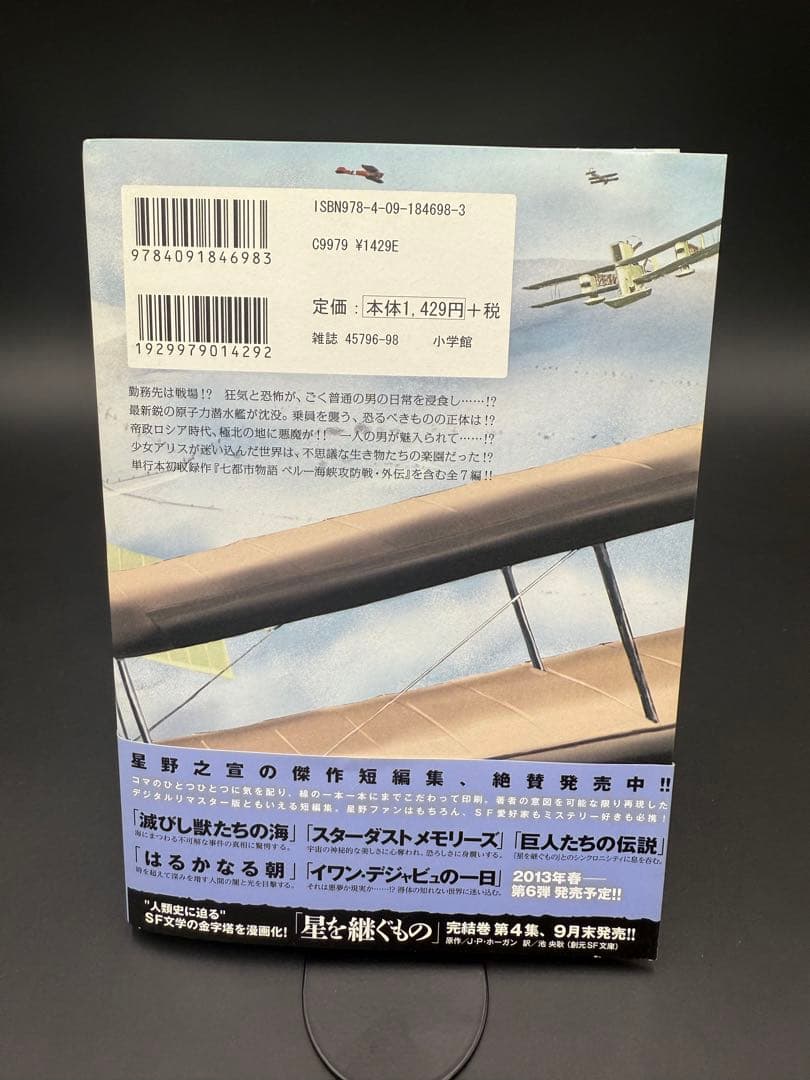 ISBN978-4-09-184698-3
9784091846983
C9979 ¥1429E
1929979014292
定価：本体1,429円＋税
雑誌 45796-98 小学館
勤務先は戦場!? 狂気と恐怖が、ごく普通の男の日常を浸食し……!?
最新鋭の原子力潜水艦が沈没。乗員を襲う、恐るべきものの正体は!?
帝政ロシア時代、極北の地に悪魔が!! 一人の男が魅入られて……!?
少女アリスが迷い込んだ世界は、不思議な生き物たちの楽園だった!?
単行本初収録作『七都市物語 ペルー海峡攻防戦・外伝』を含む全7編!!
星野之宣の傑作短編集、絶賛発売中!!
コマのひとつひとつに気を配り、線の一本一本にまでこだわって印刷。著者の意図を可能な限り再現した
デジタルリマスター版ともいえる短編集。星野ファンはもちろん、SF愛好家もミステリー好きも必携！
「滅びし獣たちの海」
海にまつわる不可解な事件の真相に驚愕する。
「スターダストメモリーズ」
宇宙の神秘的な美しさに心奪われ、恐ろしさに身震いする。
「巨人たちの伝説」
「星を継ぐもの」とのシンクロニシティに息を呑む。
「はるかなる朝」
時を超えて深みを増す人間の闇と光を目撃する。
「イワン・デジャビュの一日」
それは悪夢か現実か……!? 得体の知れない世界に迷い込む。
2013年春──
第6弾 発売予定!!
"人類史に迫る"
SF文学の金字塔を漫画化!
「星を継ぐもの」
完結巻 第4集、9月末発売!!
原作／J・P・ホーガン 訳／池 央耿（創元SF文庫）